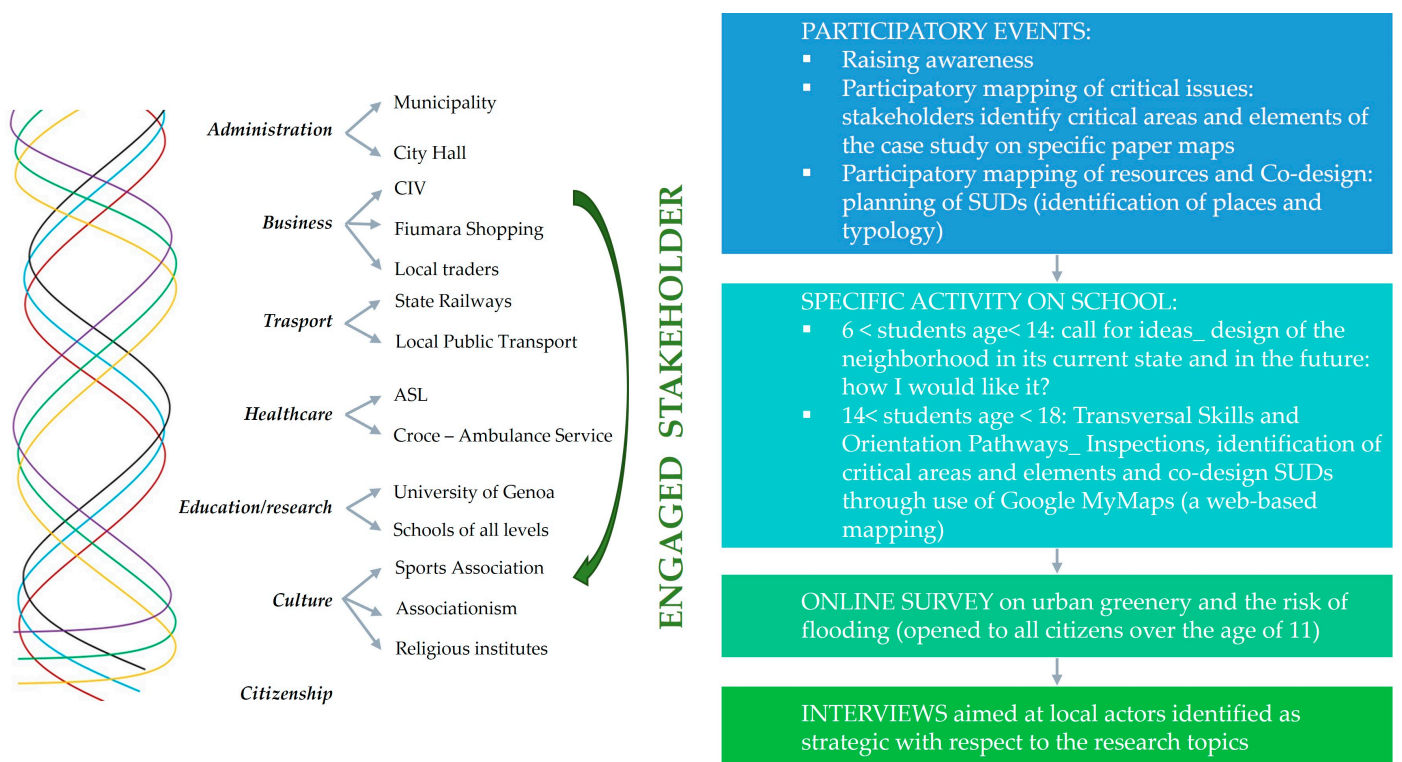 Administration
Municipality
City Hall
Business
CIV
Fiumara Shopping
Local traders
Trasport
State Railways
Local Public Transport
Healthcare
ASL
Croce – Ambulance Service
Education/research
University of Genoa
Schools of all levels
Culture
Sports Association
Associationism
Religious institutes
Citizenship
ENGAGED STAKEHOLDER
PARTICIPATORY EVENTS:
▪ Raising awareness
▪ Participatory mapping of critical issues:
stakeholders identify critical areas and elements of
the case study on specific paper maps
▪ Participatory mapping of resources and Co-design:
planning of SUDs (identification of places and
typology)
SPECIFIC ACTIVITY ON SCHOOL:
▪ 6 < students age< 14: call for ideas_ design of the
neighborhood in its current state and in the future:
how I would like it?
▪ 14< students age < 18: Transversal Skills and
Orientation Pathways_ Inspections, identification of
critical areas and elements and co-design SUDs
through use of Google MyMaps (a web-based
mapping)
ONLINE SURVEY on urban greenery and the risk of
flooding (opened to all citizens over the age of 11)
INTERVIEWS aimed at local actors identified as
strategic with respect to the research topics